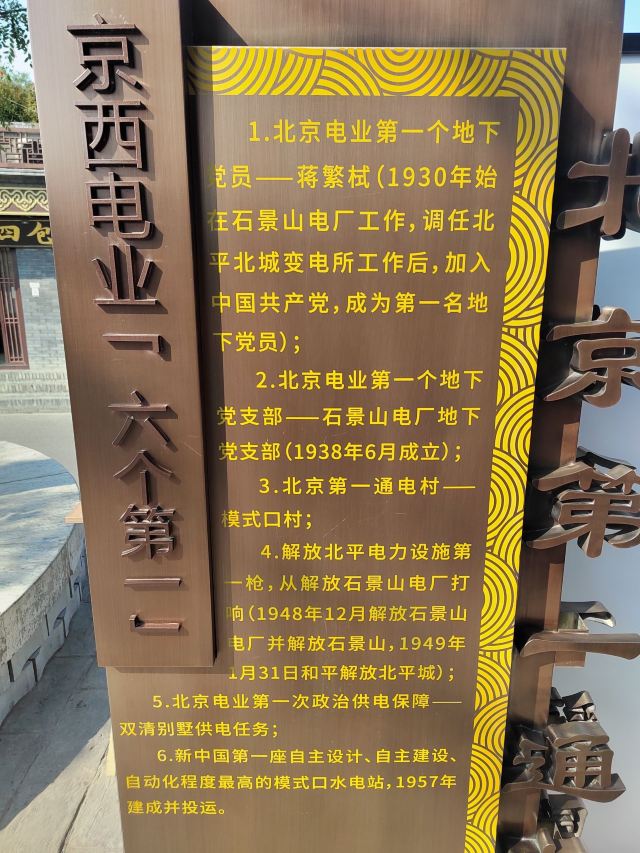 京西电业"六个第一"
1.北京电业第一个地下
党员——蒋繁栻（1930年始
在石景山电厂工作，调任北
平北城变电所工作后，加入
中国共产党，成为第一名地
下党员）；
2.北京电业第一个地下
党支部——石景山电厂地下
党支部（1938年6月成立）；
3.北京第一通电村——
模式口村；
4.解放北平电力设施第
一枪，从解放石景山电厂打
响（1948年12月解放石景山
电厂并解放石景山，1949年
1月31日和平解放北平城）；
5.北京电业第一次政治供电保障——
双清别墅供电任务；
6.新中国第一座自主设计、自主建设、
自动化程度最高的模式口水电站，1957年
建成并投运。
北京第一通